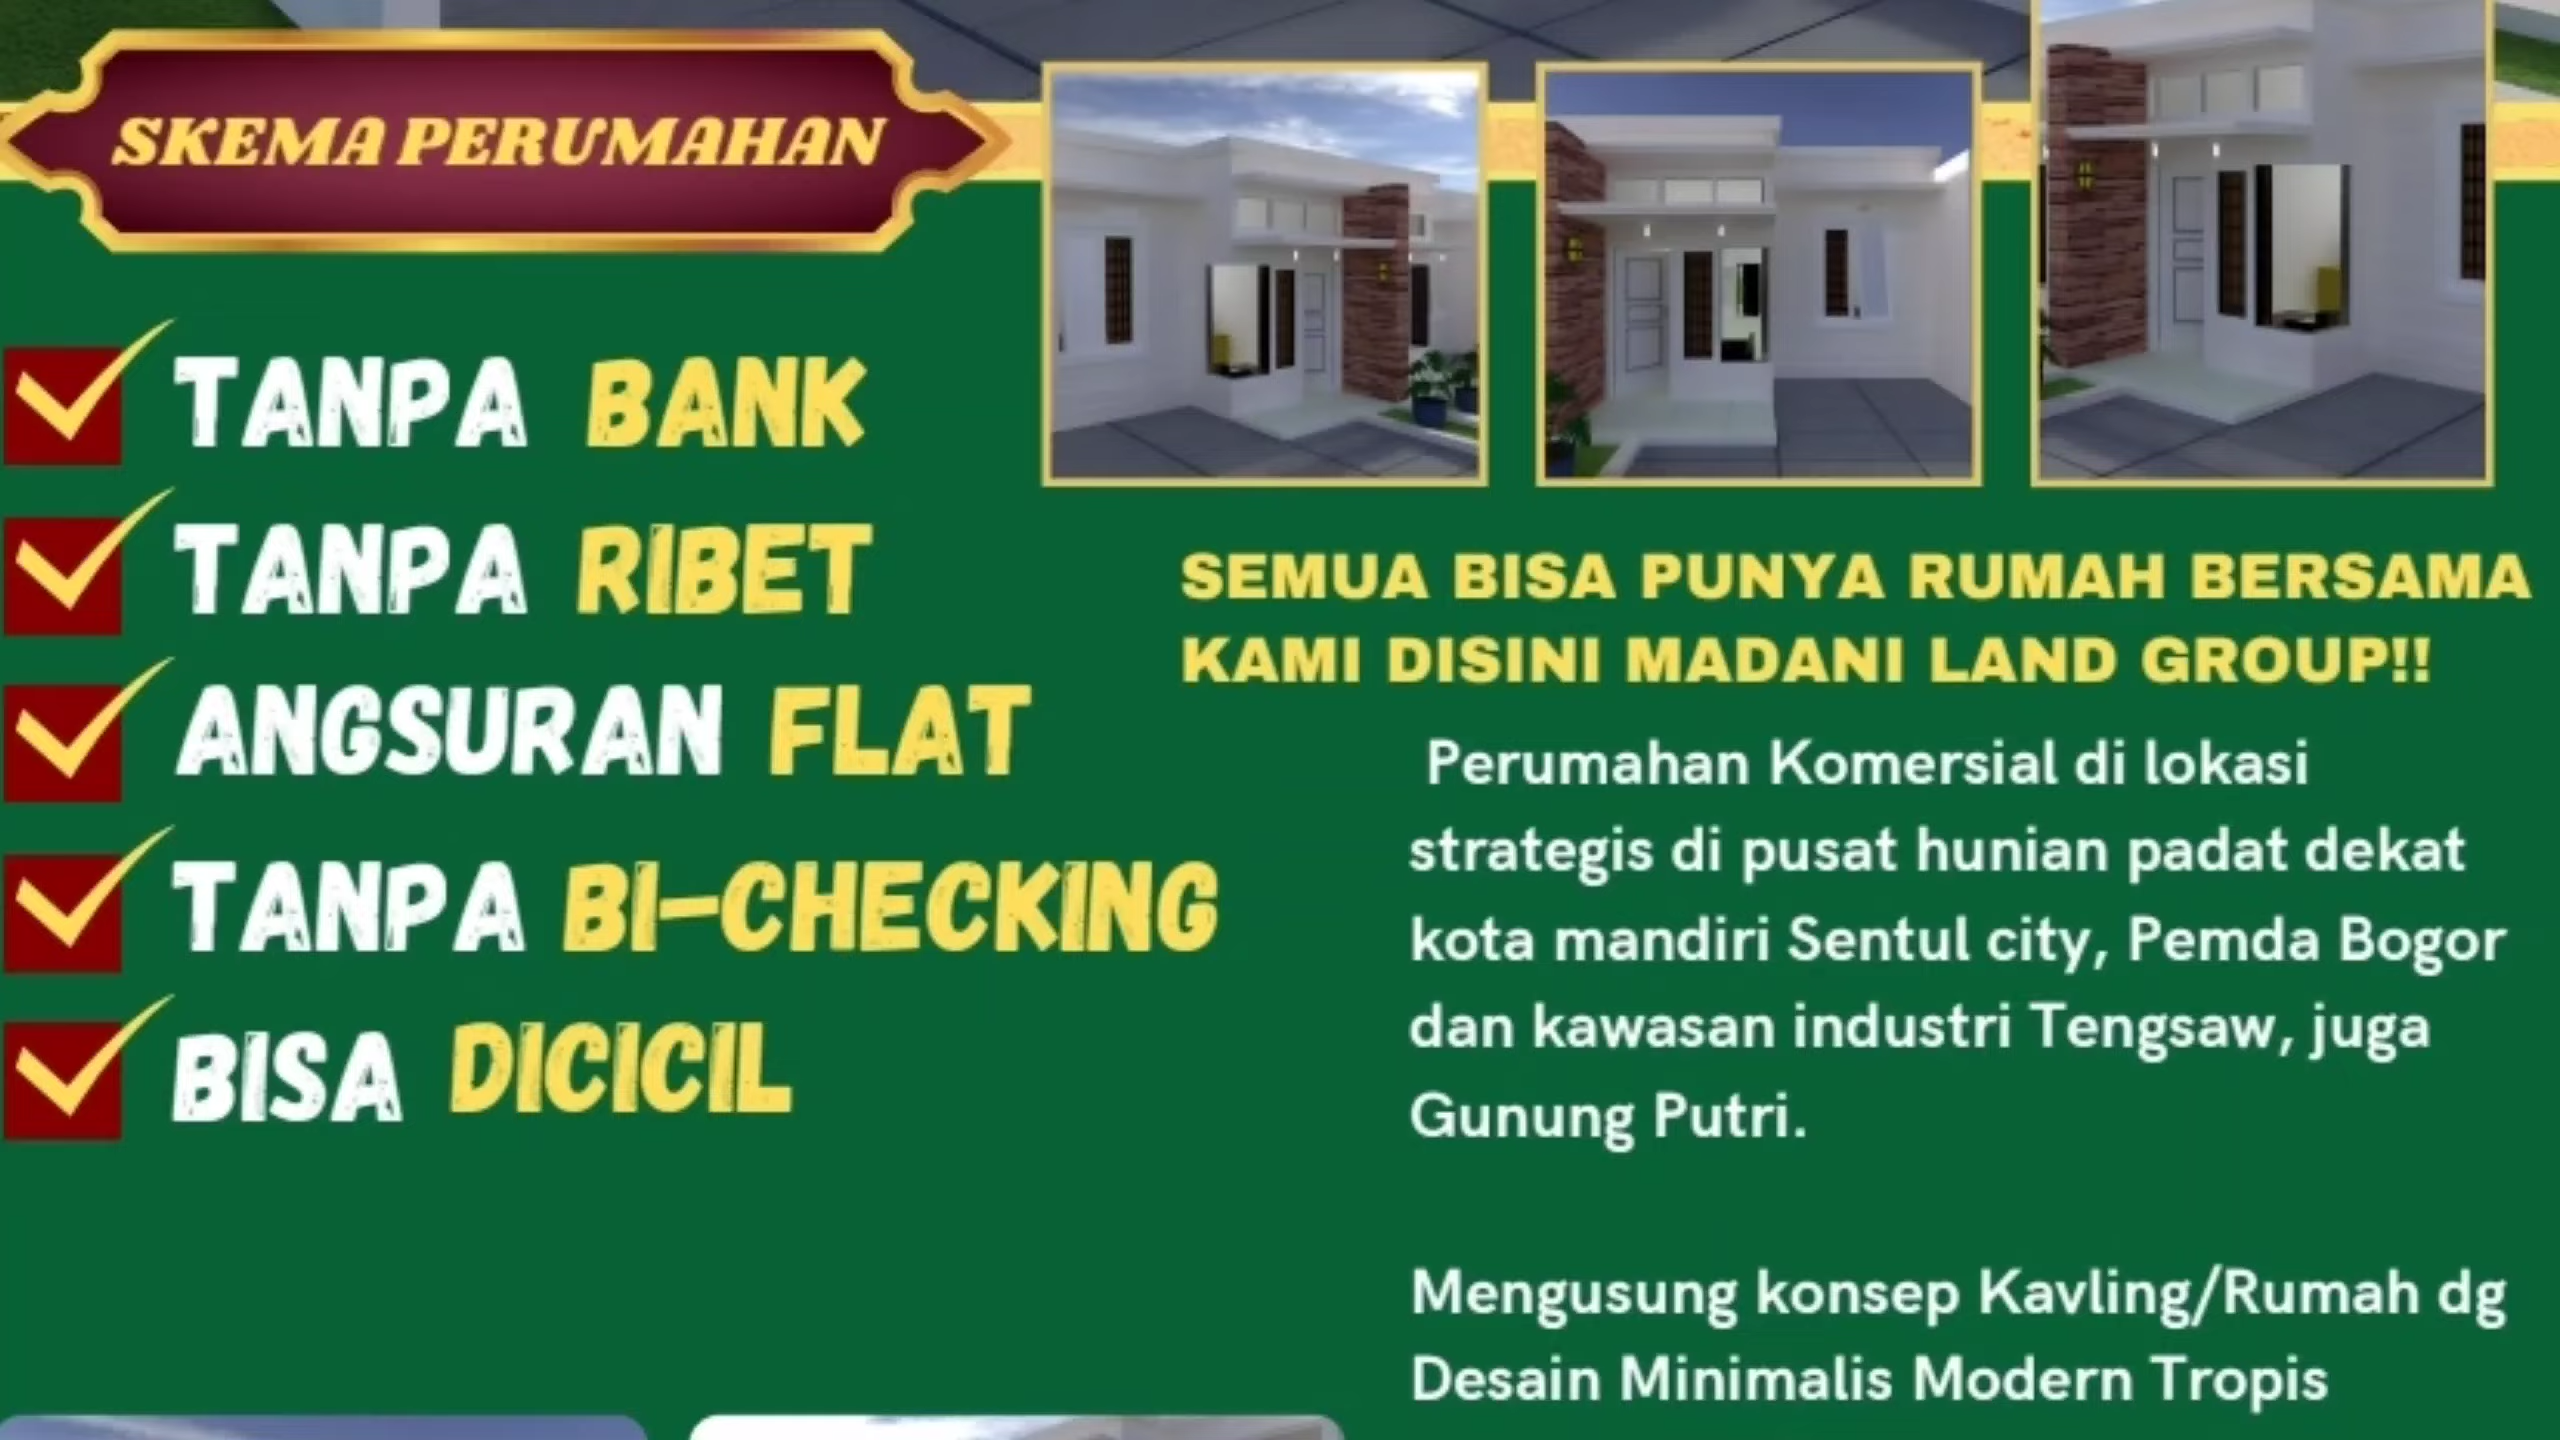 SKEMA PERUMAHAN
TANPA BANK
TANPA RIBET
ANGSURAN FLAT
TANPA BI-CHECKING
BISA DICICIL
SEMUA BISA PUNYA RUMAH BERSAMA
KAMI DISINI MADANI LAND GROUP!!
Perumahan Komersial di lokasi
strategis di pusat hunian padat dekat
kota mandiri Sentul city, Pemda Bogor
dan kawasan industri Tengsaw, juga
Gunung Putri.
Mengusung konsep Kavling/Rumah dg
Desain Minimalis Modern Tropis